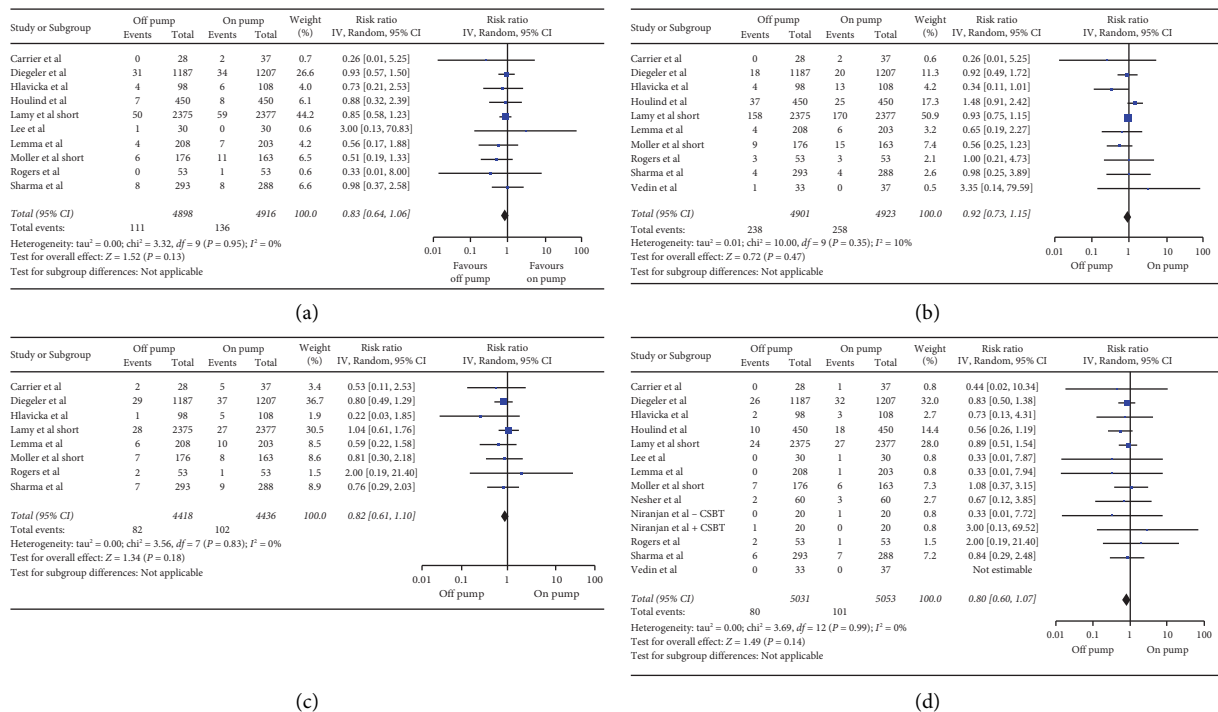 Study or Subgroup Off pump On pump Weight Risk ratio Risk ratio
Events Total Events Total (%) IV, Random, 95% CI IV, Random, 95% CI
Carrier et al 0 28 2 37 0.7 0.26 [0.01, 5.25]
Diegeler et al 31 1187 34 1207 26.6 0.93 [0.57, 1.50]
Hlavicka et al 4 98 6 108 4.0 0.73 [0.21, 2.53]
Houlind et al 7 450 8 450 6.1 0.88 [0.32, 2.39]
Lamy et al short 50 2375 59 2377 44.2 0.85 [0.58, 1.23]
Lee et al 1 30 0 30 0.6 3.00 [0.13, 70.83]
Lemma et al 4 208 7 203 4.2 0.56 [0.17, 1.88]
Moller et al short 6 176 11 163 6.5 0.51 [0.19, 1.33]
Rogers et al 0 53 1 53 0.6 0.33 [0.01, 8.00]
Sharma et al 8 293 8 288 6.6 0.98 [0.37, 2.58]
Total (95% CI) 4898 4916 100.0 0.83 [0.64, 1.06]
Total events: 111 136
Heterogeneity: tau² = 0.00; chi² = 3.32, df = 9 (P = 0.95); I² = 0%
Test for overall effect: Z = 1.52 (P = 0.13)
Test for subgroup differences: Not applicable
0.01 0.1 1 10 100
Favours Favours
off pump on pump
(a)
Study or Subgroup Off pump On pump Weight Risk ratio Risk ratio
Events Total Events Total (%) IV, Random, 95% CI IV, Random, 95% CI
Carrier et al 0 28 2 37 0.6 0.26 [0.01, 5.25]
Diegeler et al 18 1187 20 1207 11.3 0.92 [0.49, 1.72]
Hlavicka et al 4 98 13 108 4.2 0.34 [0.11, 1.01]
Houlind et al 37 450 25 450 17.3 1.48 [0.91, 2.42]
Lamy et al short 158 2375 170 2377 50.9 0.93 [0.75, 1.15]
Lemma et al 4 208 6 203 3.2 0.65 [0.19, 2.27]
Moller et al short 9 176 15 163 7.4 0.56 [0.25, 1.23]
Rogers et al 3 53 3 53 2.1 1.00 [0.21, 4.73]
Sharma et al 4 293 4 288 2.6 0.98 [0.25, 3.89]
Vedin et al 1 33 0 37 0.5 3.35 [0.14, 79.59]
Total (95% CI) 4901 4923 100.0 0.92 [0.73, 1.15]
Total events: 238 258
Heterogeneity: tau² = 0.01; chi² = 10.00, df = 9 (P = 0.35); I² = 10%
Test for overall effect: Z = 0.72 (P = 0.47)
Test for subgroup differences: Not applicable
0.01 0.1 1 10 100
Off pump On pump
(b)
Study or Subgroup Off pump On pump Weight Risk ratio Risk ratio
Events Total Events Total (%) IV, Random, 95% CI IV, Random, 95% CI
Carrier et al 2 28 5 37 3.4 0.53 [0.11, 2.53]
Diegeler et al 29 1187 37 1207 36.7 0.80 [0.49, 1.29]
Hlavicka et al 1 98 5 108 1.9 0.22 [0.03, 1.85]
Lamy et al short 28 2375 27 2377 30.5 1.04 [0.61, 1.76]
Lemma et al 6 208 10 203 8.5 0.59 [0.22, 1.58]
Moller et al short 7 176 8 163 8.6 0.81 [0.30, 2.18]
Rogers et al 2 53 1 53 1.5 2.00 [0.19, 21.40]
Sharma et al 7 293 9 288 8.9 0.76 [0.29, 2.03]
Total (95% CI) 4418 4436 100.0 0.82 [0.61, 1.10]
Total events: 82 102
Heterogeneity: tau² = 0.00; chi² = 3.56, df = 7 (P = 0.83); I² = 0%
Test for overall effect: Z = 1.34 (P = 0.18)
Test for subgroup differences: Not applicable
0.01 0.1 1 10 100
Off pump On pump
(c)
Study or Subgroup Off pump On pump Weight Risk ratio Risk ratio
Events Total Events Total (%) IV, Random, 95% CI IV, Random, 95% CI
Carrier et al 0 28 1 37 0.8 0.44 [0.02, 10.34]
Diegeler et al 26 1187 32 1207 32.0 0.83 [0.50, 1.38]
Hlavicka et al 2 98 3 108 2.7 0.73 [0.13, 4.31]
Houlind et al 10 450 18 450 14.4 0.56 [0.26, 1.19]
Lamy et al short 24 2375 27 2377 28.0 0.89 [0.51, 1.54]
Lee et al 0 30 1 30 0.8 0.33 [0.01, 7.87]
Lemma et al 0 208 1 203 0.8 0.33 [0.01, 7.94]
Moller et al short 7 176 6 163 7.3 1.08 [0.37, 3.15]
Nesher et al 2 60 3 60 2.7 0.67 [0.12, 3.85]
Niranjan et al – CSBT 0 20 1 20 0.8 0.33 [0.01, 7.72]
Niranjan et al + CSBT 1 20 0 20 0.8 3.00 [0.13, 69.52]
Rogers et al 2 53 1 53 1.5 2.00 [0.19, 21.40]
Sharma et al 6 293 7 288 7.2 0.84 [0.29, 2.48]
Vedin et al 0 33 0 37 Not estimable
Total (95% CI) 5031 5053 100.0 0.80 [0.60, 1.07]
Total events: 80 101
Heterogeneity: tau² = 0.00; chi² = 3.69, df = 12 (P = 0.99); I² = 0%
Test for overall effect: Z = 1.49 (P = 0.14)
Test for subgroup differences: Not applicable
0.01 0.1 1 10 100
Off pump On pump
(d)